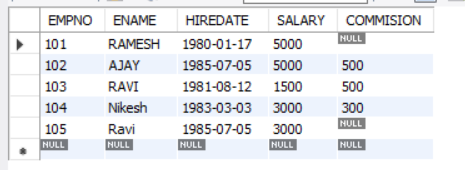 EMPNO ENAME HIREDATE SALARY COMMISION
101 RAMESH 1980-01-17 5000 NULL
102 AJAY 1985-07-05 5000 500
103 RAVI 1981-08-12 1500 500
104 Nikesh 1983-03-03 3000 300
105 Ravi 1985-07-05 3000 NULL
NULL NULL NULL NULL NULL